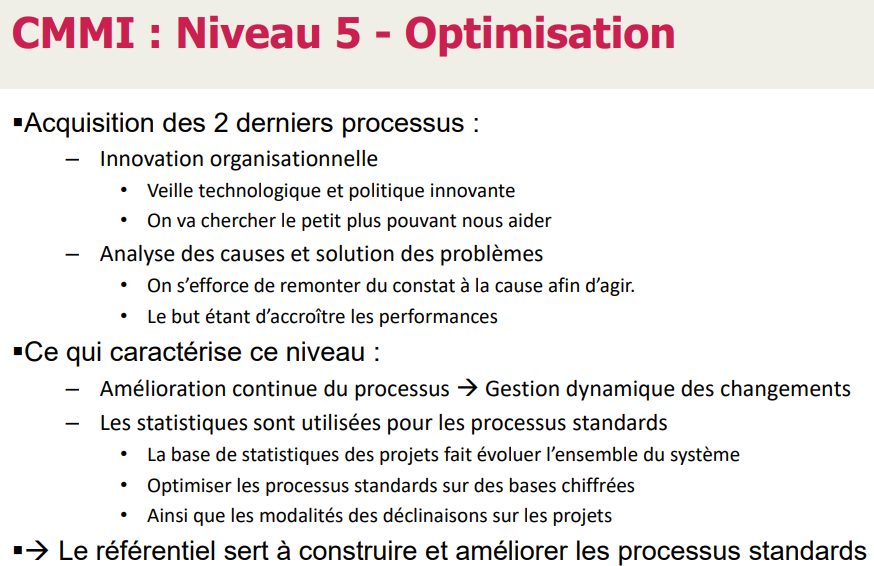 CMMI : Niveau 5 - Optimisation
▪Acquisition des 2 derniers processus :
– Innovation organisationnelle
• Veille technologique et politique innovante
• On va chercher le petit plus pouvant nous aider
– Analyse des causes et solution des problèmes
• On s’efforce de remonter du constat à la cause afin d’agir.
• Le but étant d’accroître les performances
▪Ce qui caractérise ce niveau :
– Amélioration continue du processus → Gestion dynamique des changements
– Les statistiques sont utilisées pour les processus standards
• La base de statistiques des projets fait évoluer l’ensemble du système
• Optimiser les processus standards sur des bases chiffrées
• Ainsi que les modalités des déclinaisons sur les projets
▪→ Le référentiel sert à construire et améliorer les processus standards